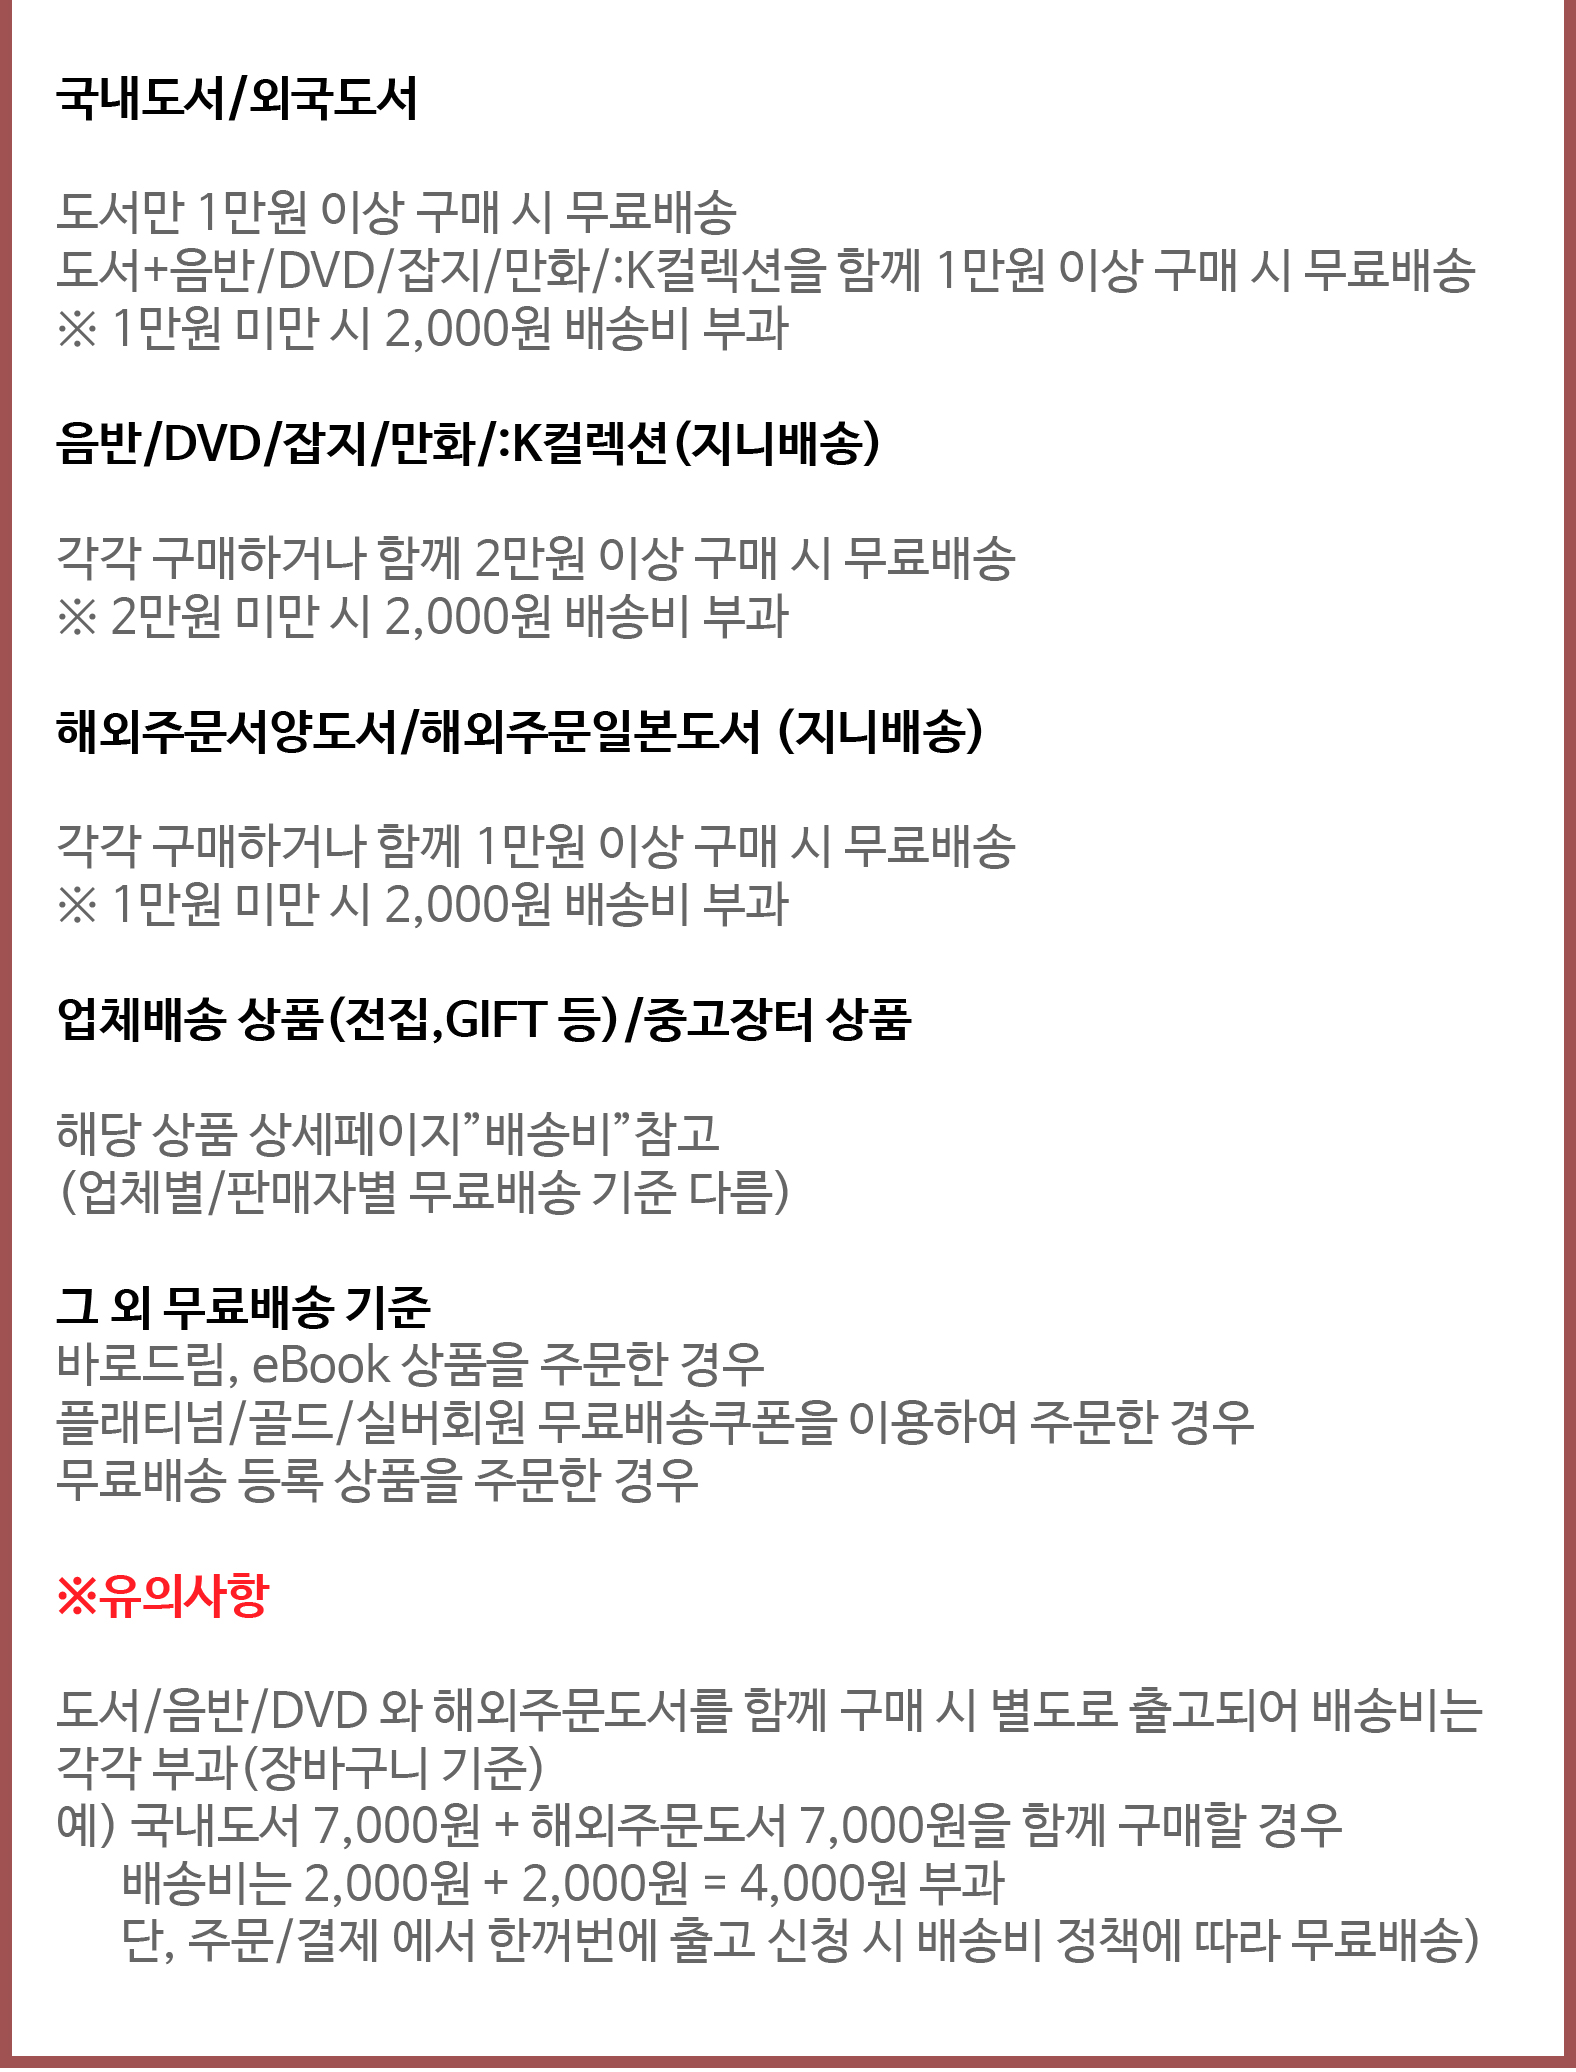 국내도서/외국도서
도서만 1만원 이상 구매 시 무료배송
도서+음반/DVD/잡지/만화/:K컬렉션을 함께 1만원 이상 구매 시 무료배송
※ 1만원 미만 시 2,000원 배송비 부과
음반/DVD/잡지/만화/:K컬렉션(지니배송)
각각 구매하거나 함께 2만원 이상 구매 시 무료배송
※ 2만원 미만 시 2,000원 배송비 부과
해외주문서양도서/해외주문일본도서 (지니배송)
각각 구매하거나 함께 1만원 이상 구매 시 무료배송
※ 1만원 미만 시 2,000원 배송비 부과
업체배송 상품(전집,GIFT 등)/중고장터 상품
해당 상품 상세페이지”배송비”참고
(업체별/판매자별 무료배송 기준 다름)
그 외 무료배송 기준
바로드림, eBook 상품을 주문한 경우
플래티넘/골드/실버회원 무료배송쿠폰을 이용하여 주문한 경우
무료배송 등록 상품을 주문한 경우
※유의사항
도서/음반/DVD 와 해외주문도서를 함께 구매 시 별도로 출고되어 배송비는
각각 부과(장바구니 기준)
예) 국내도서 7,000원 + 해외주문도서 7,000원을 함께 구매할 경우
배송비는 2,000원 + 2,000원 = 4,000원 부과
단, 주문/결제 에서 한꺼번에 출고 신청 시 배송비 정책에 따라 무료배송)